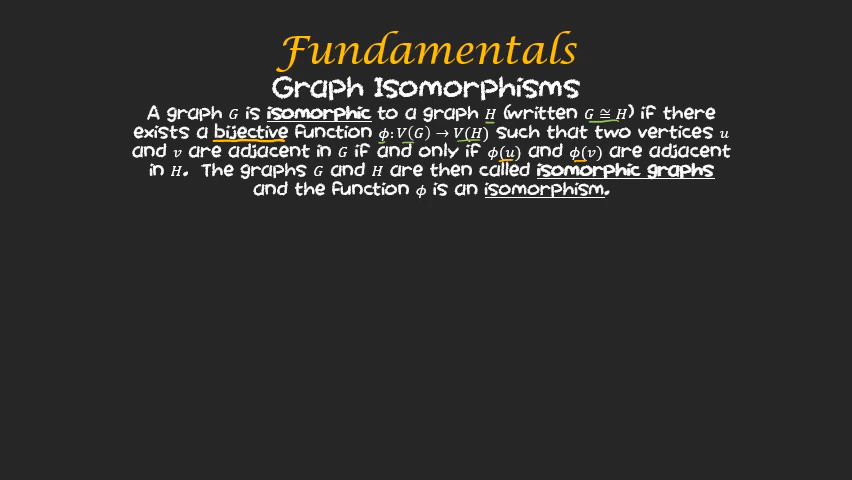 Fundamentals
Graph Isomorphisms
A graph G is isomorphic to a graph H (written G ≅ H) if there
exists a bijective function ϕ: V(G) → V(H) such that two vertices u
and v are adjacent in G if and only if ϕ(u) and ϕ(v) are adjacent
in H. The graphs G and H are then called isomorphic graphs
and the function ϕ is an isomorphism.